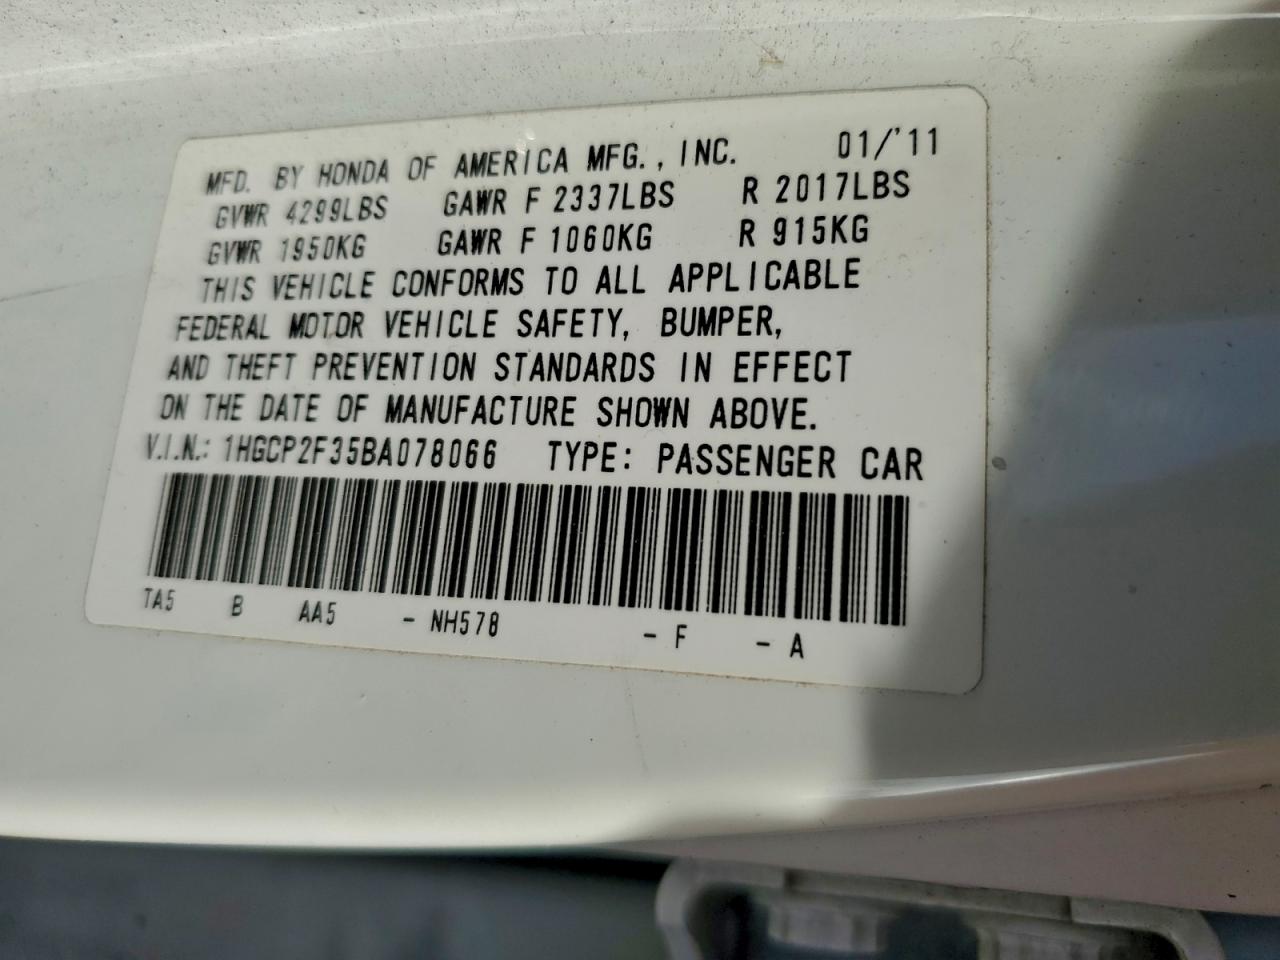 MFD. BY HONDA OF AMERICA MFG., INC. 01/'11
GVWR 4299LBS GAWR F 2337LBS R 2017LBS
GVWR 1950KG GAWR F 1060KG R 915KG
THIS VEHICLE CONFORMS TO ALL APPLICABLE
FEDERAL MOTOR VEHICLE SAFETY, BUMPER,
AND THEFT PREVENTION STANDARDS IN EFFECT
ON THE DATE OF MANUFACTURE SHOWN ABOVE.
V.I.N.: 1HGCP2F35BA078066 TYPE: PASSENGER CAR
TA5 B AA5 - NH578 - F - A